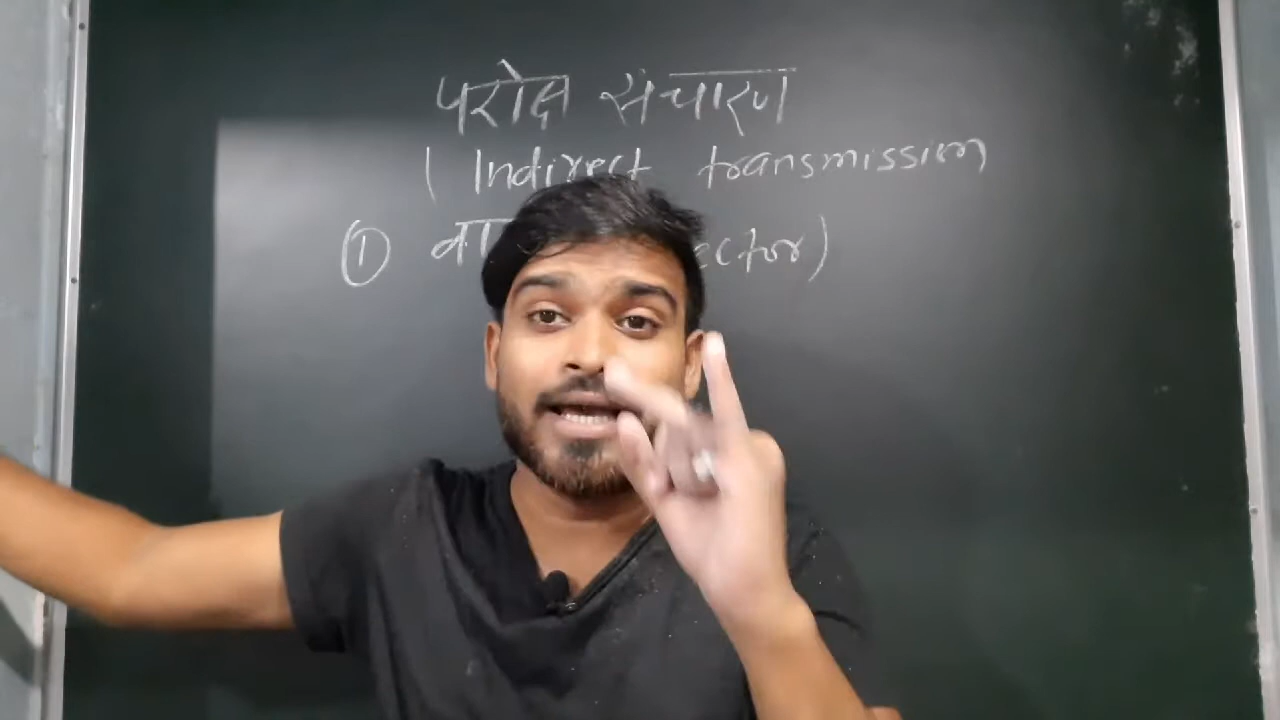 परोक्ष संचारण
( Indirect transmission
①